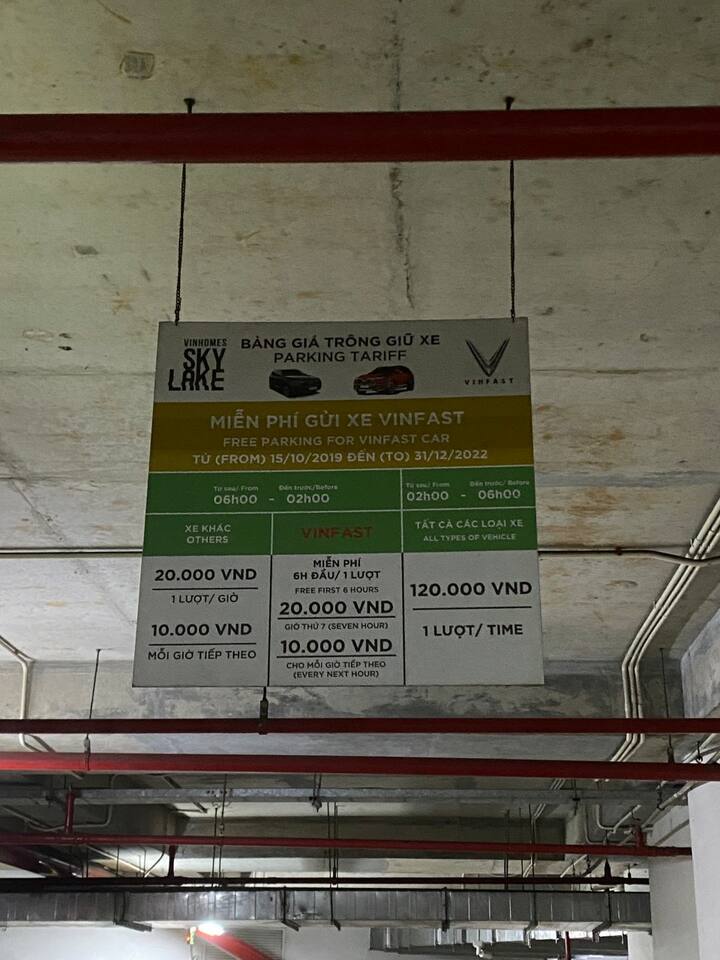 VINHOMES
SKY
LAKE
BẢNG GIÁ TRÔNG GIỮ XE
PARKING TARIFF
VINFAST
MIỄN PHÍ GỬI XE VINFAST
FREE PARKING FOR VINFAST CAR
TỪ (FROM) 15/10/2019 ĐẾN (TO) 31/12/2022
Từ sau/ From
Đến trước/Before
06h00 - 02h00
Từ sau/ From
Đến trước/Before
02h00 - 06h00
XE KHÁC
OTHERS
VINFAST
TẤT CẢ CÁC LOẠI XE
ALL TYPES OF VEHICLE
20.000 VND
1 LƯỢT/ GIỜ
10.000 VND
MỖI GIỜ TIẾP THEO
MIỄN PHÍ
6H ĐẦU/ 1 LƯỢT
FREE FIRST 6 HOURS
20.000 VND
GIỜ THỨ 7 (SEVEN HOUR)
10.000 VND
CHO MỖI GIỜ TIẾP THEO
(EVERY NEXT HOUR)
120.000 VND
1 LƯỢT/ TIME